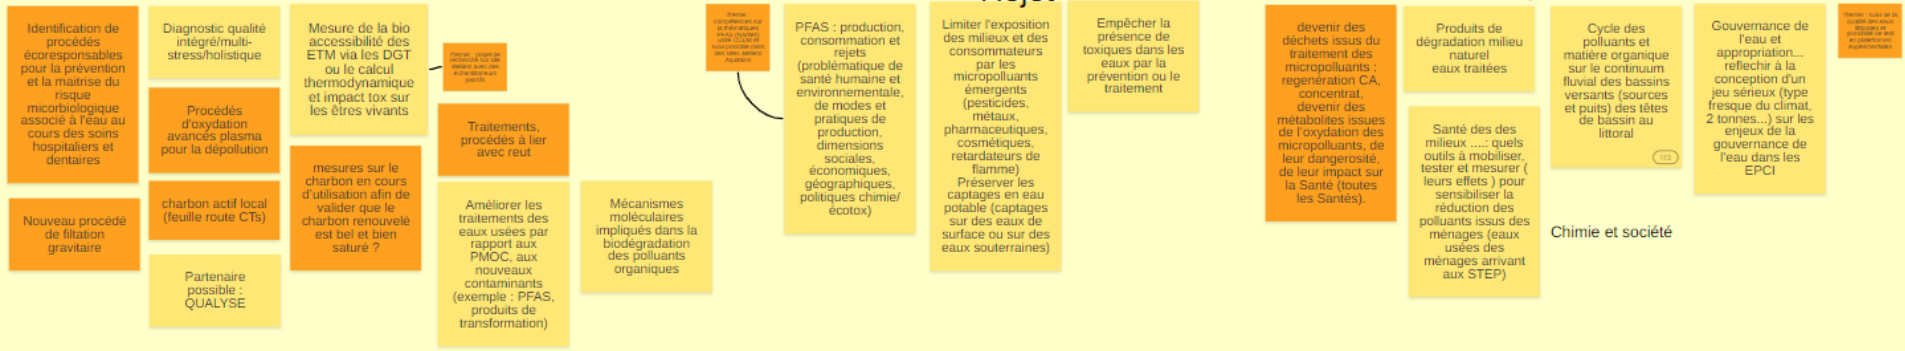 Identification de
procédés
écoresponsables
pour la prévention
et la maitrise du
risque
micorbiologique
associé à l'eau au
cours des soins
hospitaliers et
dentaires
Nouveau procédé
de filtation
gravitaire
Diagnostic qualité
intégré/multi-
stress/holistique
Procédés
d'oxydation
avancés plasma
pour la dépollution
charbon actif local
(feuille route CTs)
Partenaire
possible :
QUALYSE
Mesure de la bio
accessibilité des
ETM via les DGT
ou le calcul
thermodynamique
et impact tox sur
les êtres vivants
mesures sur le
charbon en cours
d'utilisation afin de
valider que le
charbon renouvelé
est bel et bien
saturé ?
Traitements,
procédés à lier
avec reut
Améliorer les
traitements des
eaux usées par
rapport aux
PMOC, aux
nouveaux
contaminants
(exemple : PFAS,
produits de
transformation)
Mécanismes
moléculaires
impliqués dans la
biodégradation
des polluants
organiques
PFAS : production,
consommation et
rejets
(problématique de
santé humaine et
environnementale,
de modes et
pratiques de
production,
dimensions
sociales,
économiques,
géographiques,
politiques chimie/
écotox)
Limiter l'exposition
des milieux et des
consommateurs
par les
micropolluants
émergents
(pesticides,
métaux,
pharmaceutiques,
cosmétiques,
retardateurs de
flamme)
Préserver les
captages en eau
potable (captages
sur des eaux de
surface ou sur des
eaux souterraines)
Empêcher la
présence de
toxiques dans les
eaux par la
prévention ou le
traitement
devenir des
déchets issus du
traitement des
micropolluants :
regenération CA,
concentrat,
devenir des
métabolites issues
de l'oxydation des
micropolluants, de
leur dangerosité,
de leur impact sur
la Santé (toutes
les Santés).
Produits de
dégradation milieu
naturel
eaux traitées
Santé des des
milieux ....: quels
outils à mobiliser,
tester et mesurer (
leurs effets ) pour
sensibiliser la
réduction des
polluants issus des
ménages (eaux
usées des
ménages arrivant
aux STEP)
Cycle des
polluants et
matière organique
sur le continuum
fluvial des bassins
versants (sources
et puits) des têtes
de bassin au
littoral
Chimie et société
Gouvernance de
l'eau et
appropriation...
reflechir à la
conception d'un
jeu sérieux (type
fresque du climat,
2 tonnes...) sur les
enjeux de la
gouvernance de
l'eau dans les
EPCI